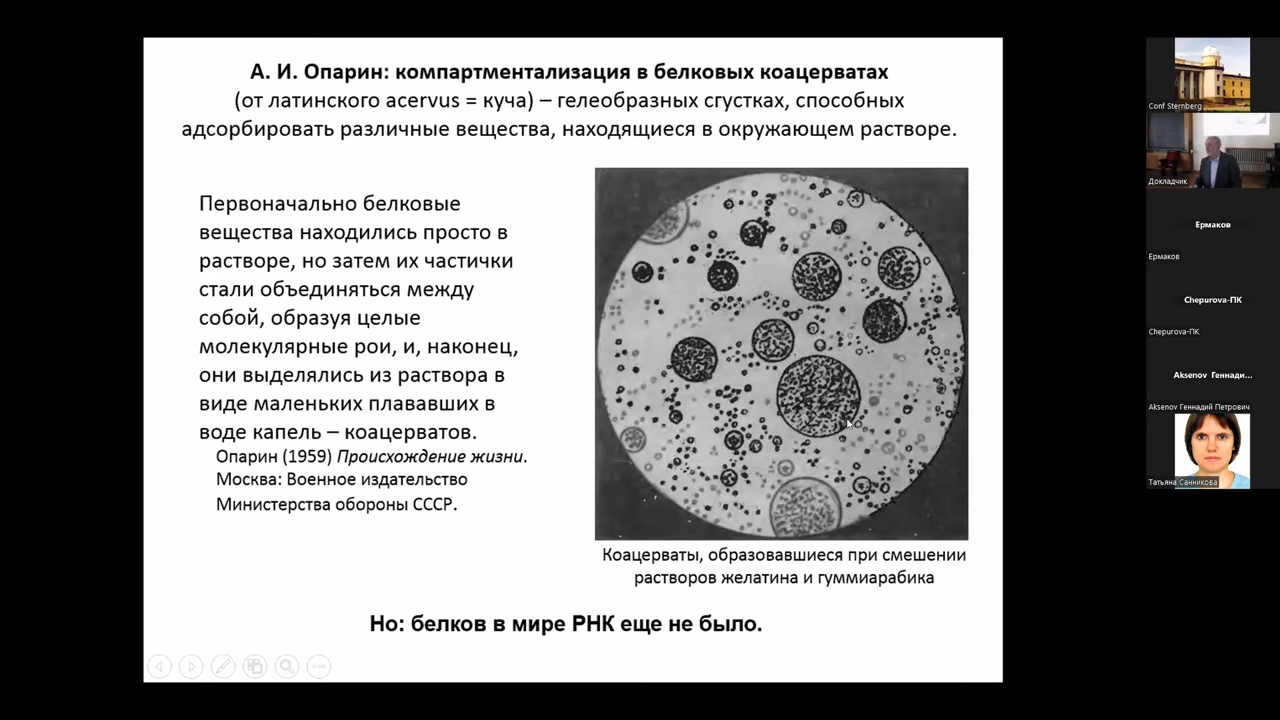 А. И. Опарин: компартментализация в белковых коацерватах
(от латинского acervus = куча) – гелеобразных сгустках, способных
адсорбировать различные вещества, находящиеся в окружающем растворе.
Первоначально белковые
вещества находились просто в
растворе, но затем их частички
стали объединяться между
собой, образуя целые
молекулярные рои, и, наконец,
они выделялись из раствора в
виде маленьких плававших в
воде капель – коацерватов.
Опарин (1959) Происхождение жизни.
Москва: Военное издательство
Министерства обороны СССР.
Коацерваты, образовавшиеся при смешении
растворов желатина и гуммиарабика
Но: белков в мире РНК еще не было.
Conf Sternberg
Докладчик
Ермаков
Ермаков
Chepurova-ПК
Chepurova-ПК
Aksenov Геннади...
Aksenov Геннадий Петрович
Татьяна Санникова